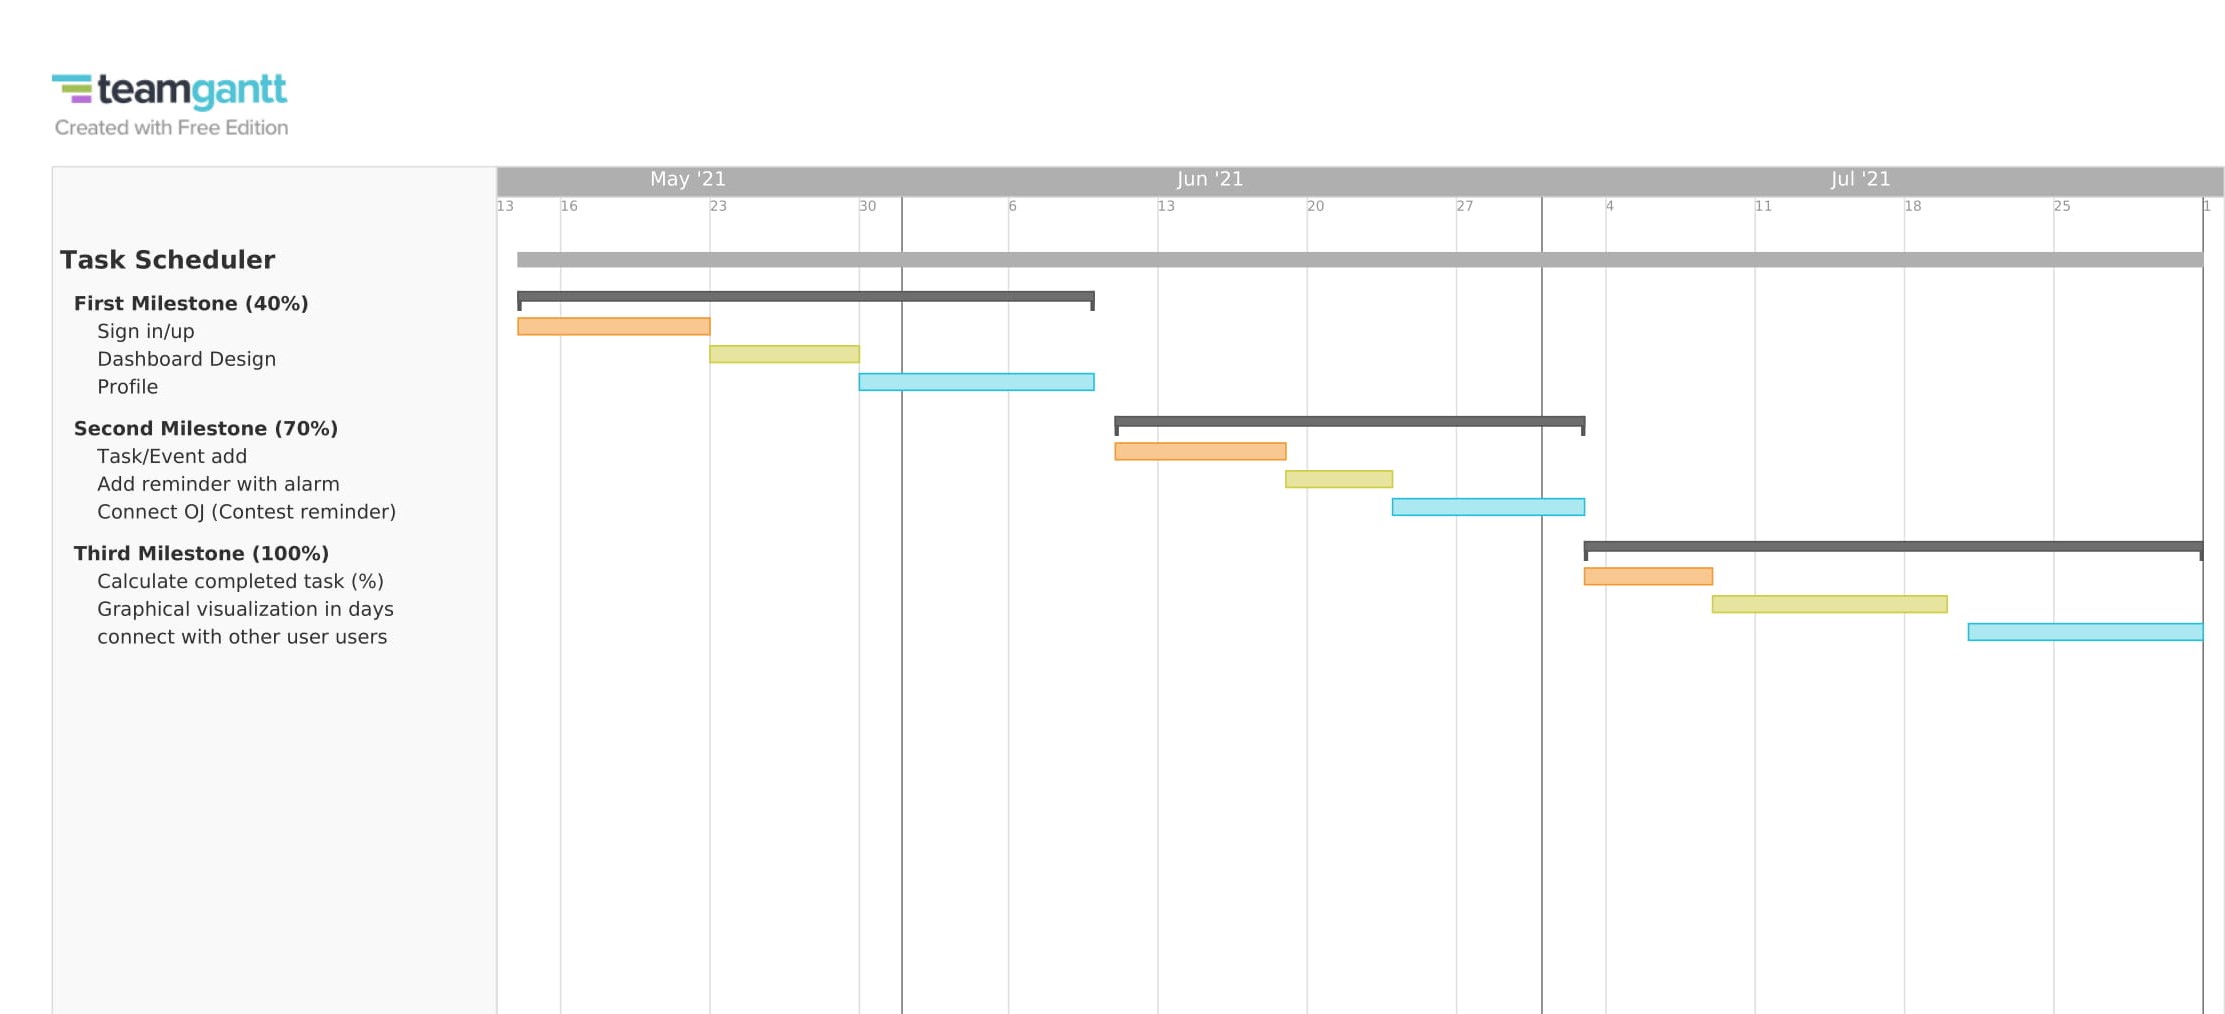 teamgantt
Created with Free Edition
May '21 Jun '21 Jul '21
13 16 23 30 6 13 20 27 4 11 18 25 1
Task Scheduler
First Milestone (40%)
Sign in/up
Dashboard Design
Profile
Second Milestone (70%)
Task/Event add
Add reminder with alarm
Connect OJ (Contest reminder)
Third Milestone (100%)
Calculate completed task (%)
Graphical visualization in days
connect with other user users